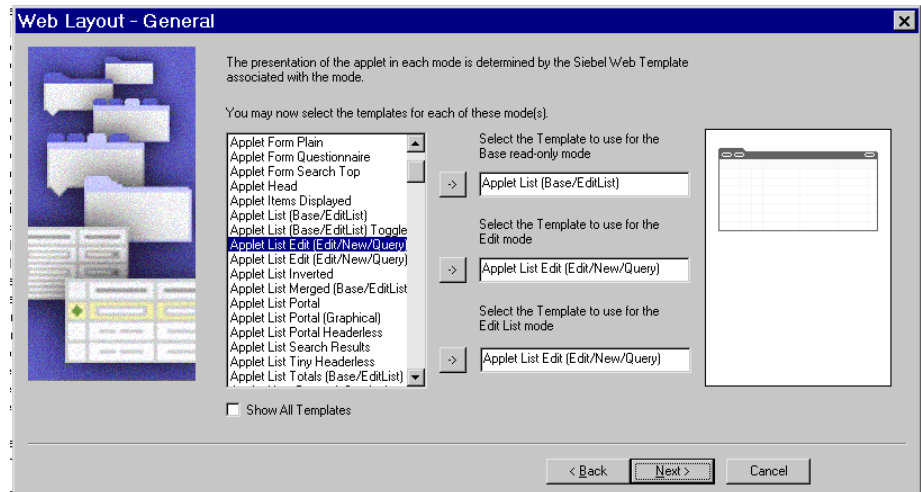 Web Layout - General
The presentation of the applet in each mode is determined by the Siebel Web Template
associated with the mode.
You may now select the templates for each of these mode(s).
Applet Form Plain
Applet Form Questionnaire
Applet Form Search Top
Applet Head
Applet Items Displayed
Applet List (Base/EditList)
Applet List (Base/EditList) Toggle
Applet List Edit (Edit/New/Query)
Applet List Edit (Edit/New/Query)
Applet List Inverted
Applet List Merged (Base/EditList
Applet List Portal
Applet List Portal (Graphical)
Applet List Portal Headerless
Applet List Search Results
Applet List Tiny Headerless
Applet List Totals (Base/EditList)
Show All Templates
Select the Template to use for the
Base read-only mode
->
Applet List (Base/EditList)
Select the Template to use for the
Edit mode
->
Applet List Edit (Edit/New/Query)
Select the Template to use for the
Edit List mode
->
Applet List Edit (Edit/New/Query)
< Back
Next >
Cancel